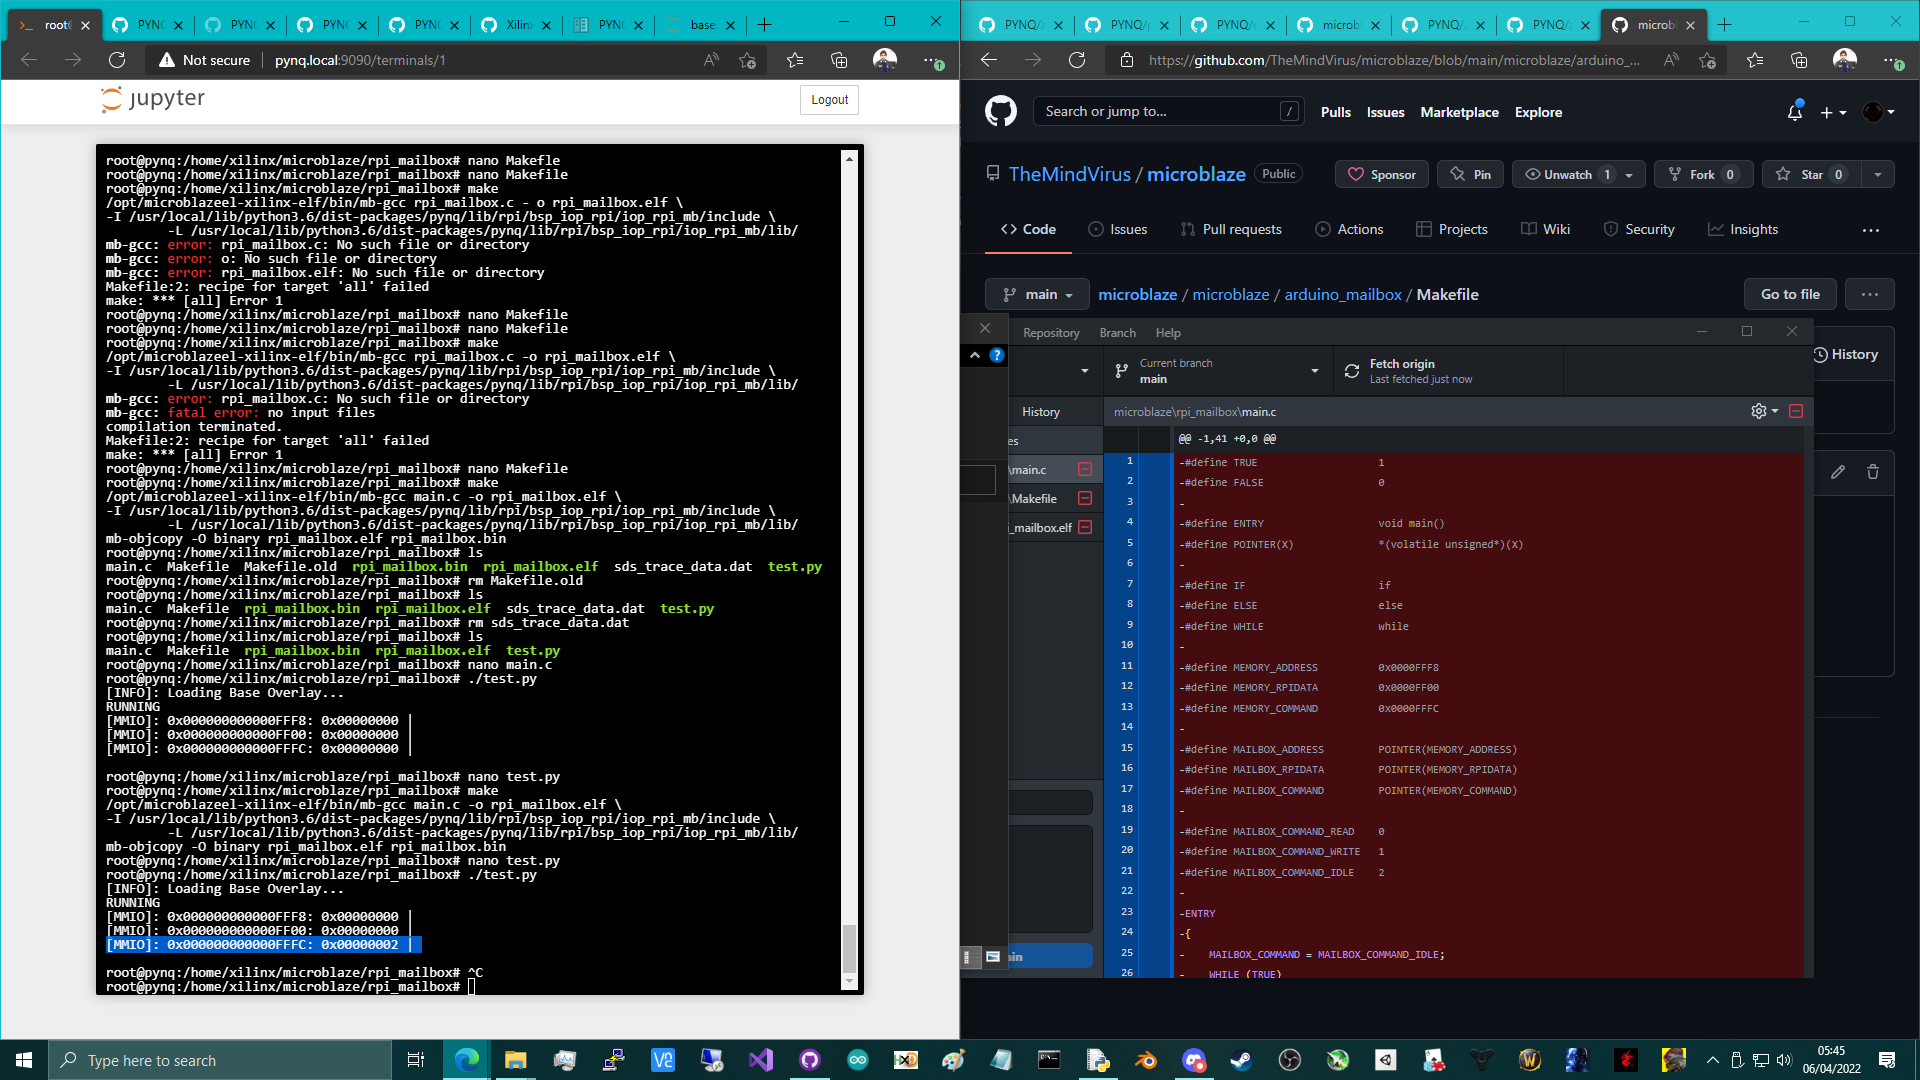 root@
PYNQ
PYNQ
PYNQ
PYNQ
Xilinx
PYNQ
base
Not secure
pynq.local:9090/terminals/1
jupyter
Logout
root@pynq:/home/xilinx/microblaze/rpi_mailbox# nano Makefle
root@pynq:/home/xilinx/microblaze/rpi_mailbox# nano Makefile
root@pynq:/home/xilinx/microblaze/rpi_mailbox# make
/opt/microblazeel-xilinx-elf/bin/mb-gcc rpi_mailbox.c - o rpi_mailbox.elf \
-I /usr/local/lib/python3.6/dist-packages/pynq/lib/rpi/bsp_iop_rpi/iop_rpi_mb/include \
-L /usr/local/lib/python3.6/dist-packages/pynq/lib/rpi/bsp_iop_rpi/iop_rpi_mb/lib/
mb-gcc: error: rpi_mailbox.c: No such file or directory
mb-gcc: error: o: No such file or directory
mb-gcc: error: rpi_mailbox.elf: No such file or directory
Makefile:2: recipe for target 'all' failed
make: *** [all] Error 1
root@pynq:/home/xilinx/microblaze/rpi_mailbox# nano Makefile
root@pynq:/home/xilinx/microblaze/rpi_mailbox# nano Makefile
root@pynq:/home/xilinx/microblaze/rpi_mailbox# make
/opt/microblazeel-xilinx-elf/bin/mb-gcc rpi_mailbox.c -o rpi_mailbox.elf \
-I /usr/local/lib/python3.6/dist-packages/pynq/lib/rpi/bsp_iop_rpi/iop_rpi_mb/include \
-L /usr/local/lib/python3.6/dist-packages/pynq/lib/rpi/bsp_iop_rpi/iop_rpi_mb/lib/
mb-gcc: error: rpi_mailbox.c: No such file or directory
mb-gcc: fatal error: no input files
compilation terminated.
Makefile:2: recipe for target 'all' failed
make: *** [all] Error 1
root@pynq:/home/xilinx/microblaze/rpi_mailbox# nano Makefile
root@pynq:/home/xilinx/microblaze/rpi_mailbox# make
/opt/microblazeel-xilinx-elf/bin/mb-gcc main.c -o rpi_mailbox.elf \
-I /usr/local/lib/python3.6/dist-packages/pynq/lib/rpi/bsp_iop_rpi/iop_rpi_mb/include \
-L /usr/local/lib/python3.6/dist-packages/pynq/lib/rpi/bsp_iop_rpi/iop_rpi_mb/lib/
mb-objcopy -O binary rpi_mailbox.elf rpi_mailbox.bin
root@pynq:/home/xilinx/microblaze/rpi_mailbox# ls
main.c Makefile Makefile.old rpi_mailbox.bin rpi_mailbox.elf sds_trace_data.dat test.py
root@pynq:/home/xilinx/microblaze/rpi_mailbox# rm Makefile.old
root@pynq:/home/xilinx/microblaze/rpi_mailbox# ls
main.c Makefile rpi_mailbox.bin rpi_mailbox.elf sds_trace_data.dat test.py
root@pynq:/home/xilinx/microblaze/rpi_mailbox# rm sds_trace_data.dat
root@pynq:/home/xilinx/microblaze/rpi_mailbox# ls
main.c Makefile rpi_mailbox.bin rpi_mailbox.elf test.py
root@pynq:/home/xilinx/microblaze/rpi_mailbox# nano main.c
root@pynq:/home/xilinx/microblaze/rpi_mailbox# ./test.py
[INFO]: Loading Base Overlay...
RUNNING
[MMIO]: 0x000000000000FFF8: 0x00000000 |
[MMIO]: 0x000000000000FF00: 0x00000000 |
[MMIO]: 0x000000000000FFFC: 0x00000000 |
root@pynq:/home/xilinx/microblaze/rpi_mailbox# nano test.py
root@pynq:/home/xilinx/microblaze/rpi_mailbox# make
/opt/microblazeel-xilinx-elf/bin/mb-gcc main.c -o rpi_mailbox.elf \
-I /usr/local/lib/python3.6/dist-packages/pynq/lib/rpi/bsp_iop_rpi/iop_rpi_mb/include \
-L /usr/local/lib/python3.6/dist-packages/pynq/lib/rpi/bsp_iop_rpi/iop_rpi_mb/lib/
mb-objcopy -O binary rpi_mailbox.elf rpi_mailbox.bin
root@pynq:/home/xilinx/microblaze/rpi_mailbox# nano test.py
root@pynq:/home/xilinx/microblaze/rpi_mailbox# ./test.py
[INFO]: Loading Base Overlay...
RUNNING
[MMIO]: 0x000000000000FFF8: 0x00000000 |
[MMIO]: 0x000000000000FF00: 0x00000000 |
[MMIO]: 0x000000000000FFFC: 0x00000002 |
root@pynq:/home/xilinx/microblaze/rpi_mailbox# ^C
root@pynq:/home/xilinx/microblaze/rpi_mailbox#
PYNQ/
PYNQ/
PYNQ/
microbl
PYNQ/
PYNQ/
microbl
https://github.com/TheMindVirus/microblaze/blob/main/microblaze/arduino_...
Search or jump to... /
Pulls Issues Marketplace Explore
TheMindVirus / microblaze Public
Sponsor
Pin
Unwatch 1
Fork 0
Star 0
Code
Issues
Pull requests
Actions
Projects
Wiki
Security
Insights
main
microblaze / microblaze / arduino_mailbox / Makefile
Go to file
History
Repository Branch Help
Current branch
main
Fetch origin
Last fetched just now
History
microblaze\rpi_mailbox\main.c
es
\main.c
\Makefile
i_mailbox.elf
ain
@@ -1,41 +0,0 @@
1 -#define TRUE 1
2 -#define FALSE 0
3 -
4 -#define ENTRY void main()
5 -#define POINTER(X) *(volatile unsigned*)(X)
6 -
7 -#define IF if
8 -#define ELSE else
9 -#define WHILE while
10 -
11 -#define MEMORY_ADDRESS 0x0000FFF8
12 -#define MEMORY_RPIDATA 0x0000FF00
13 -#define MEMORY_COMMAND 0x0000FFFC
14 -
15 -#define MAILBOX_ADDRESS POINTER(MEMORY_ADDRESS)
16 -#define MAILBOX_RPIDATA POINTER(MEMORY_RPIDATA)
17 -#define MAILBOX_COMMAND POINTER(MEMORY_COMMAND)
18 -
19 -#define MAILBOX_COMMAND_READ 0
20 -#define MAILBOX_COMMAND_WRITE 1
21 -#define MAILBOX_COMMAND_IDLE 2
22 -
23 -ENTRY
24 -{
25 - MAILBOX_COMMAND = MAILBOX_COMMAND_IDLE;
26 - WHILE (TRUE)
Type here to search
05:45
06/04/2022